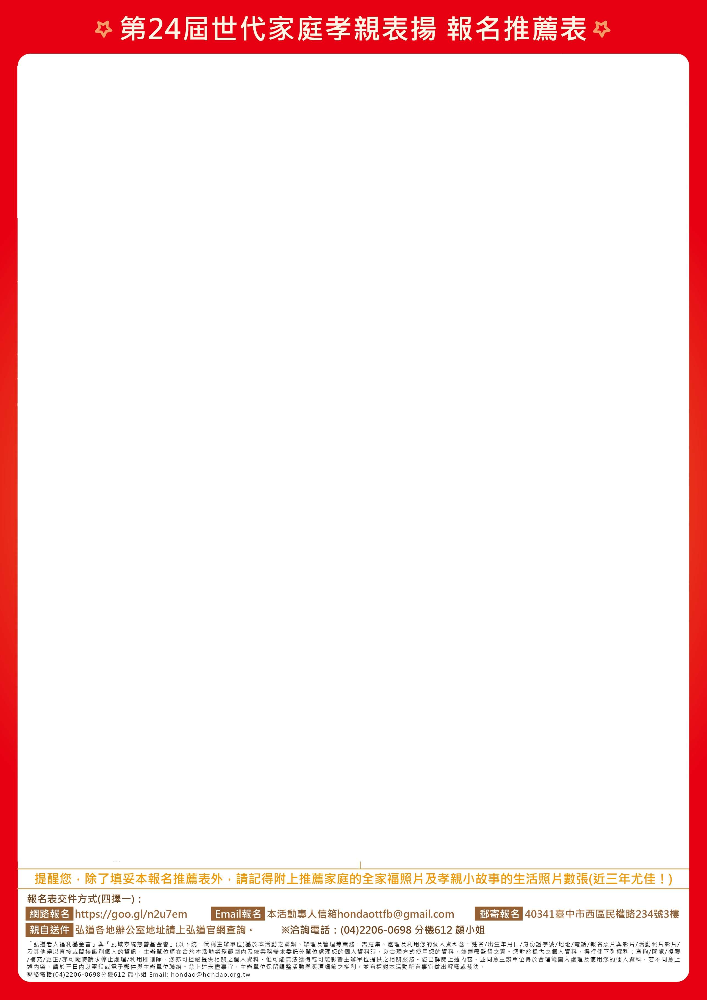 第24屆世代家庭孝親表揚 報名推薦表
提醒您，除了填妥本報名推薦表外，請記得附上推薦家庭的全家福照片及孝親小故事的生活照片數張(近三年尤佳！)
報名表交件方式(四擇一)：
網路報名 https://goo.gl/n2u7em Email報名 本活動專人信箱hondaottfb@gmail.com 郵寄報名 40341臺中市西區民權路234號3樓
親自送件 弘道各地辦公室地址請上弘道官網查詢。 ※洽詢電話：(04)2206-0698 分機612 顏小姐
「弘道老人福利基金會」與「瓦城泰統慈善基金會」(以下統一簡稱主辦單位)基於本活動之聯繫、辦理及管理等業務，需蒐集、處理及利用您的個人資料含：姓名/出生年月日/身份證字號/地址/電話/報名照片與影片/活動照片影片/
及其他得以直接或間接識別個人的資訊，主辦單位將在合於本活動業務範圍內及依業務需求委託外單位處理您的個人資料時，以合理方式使用您的資料，並善盡監督之責。您對於提供之個人資料，得行使下列權利：查詢/閱覽/複製
/補充/更正/亦可隨時請求停止處理/利用即刪除，您亦可拒絕提供相關之個人資料，惟可能無法獲得或可能影響主辦單位提供之相關服務。您已詳閱上述內容，並同意主辦單位得於合理範圍內處理及使用您的個人資料，若不同意上
述內容，請於三日內以電話或電子郵件與主辦單位聯絡。◎上述未盡事宜，主辦單位保留調整活動與獎項細節之權利，並有權對本活動所有事宜做出解釋或裁決。
聯絡電話(04)2206-0698分機612 顏小姐 Email: hondao@hondao.org.tw